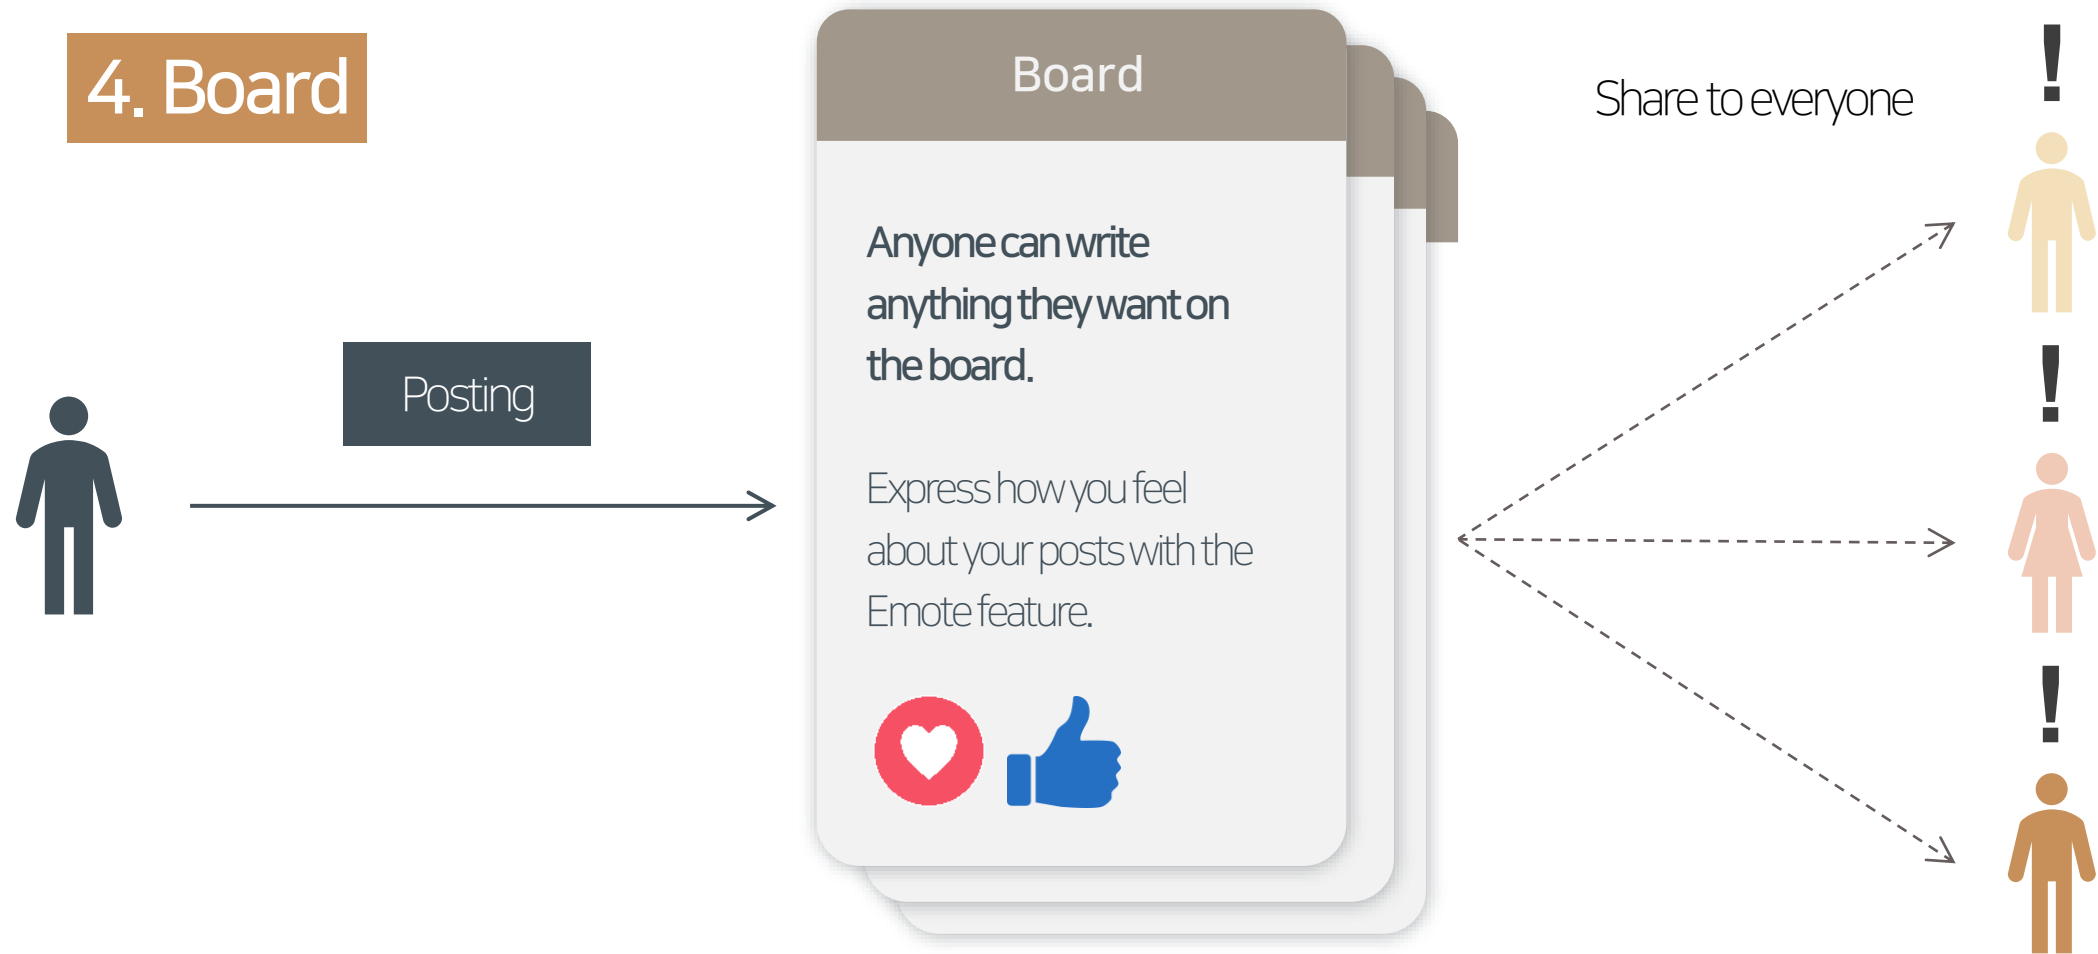 4. Board
Board
Share to everyone
!
Anyone can write
anything they want on
the board.
!
Posting
Express how you feel
about your posts with the
Emote feature.
!